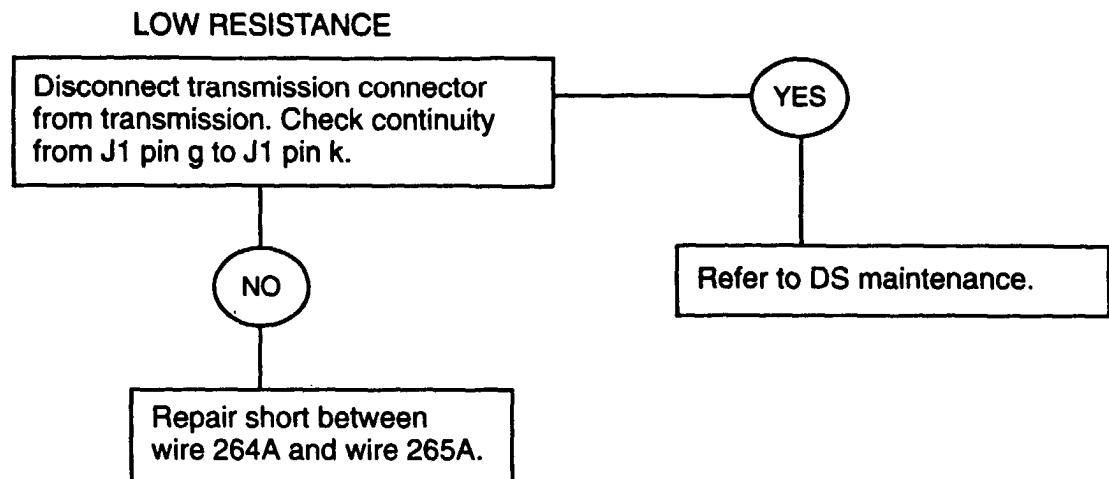 LOW RESISTANCE
Disconnect transmission connector
from transmission. Check continuity
from J1 pin g to J1 pin k.
YES
Refer to DS maintenance.
NO
Repair short between
wire 264A and wire 265A.